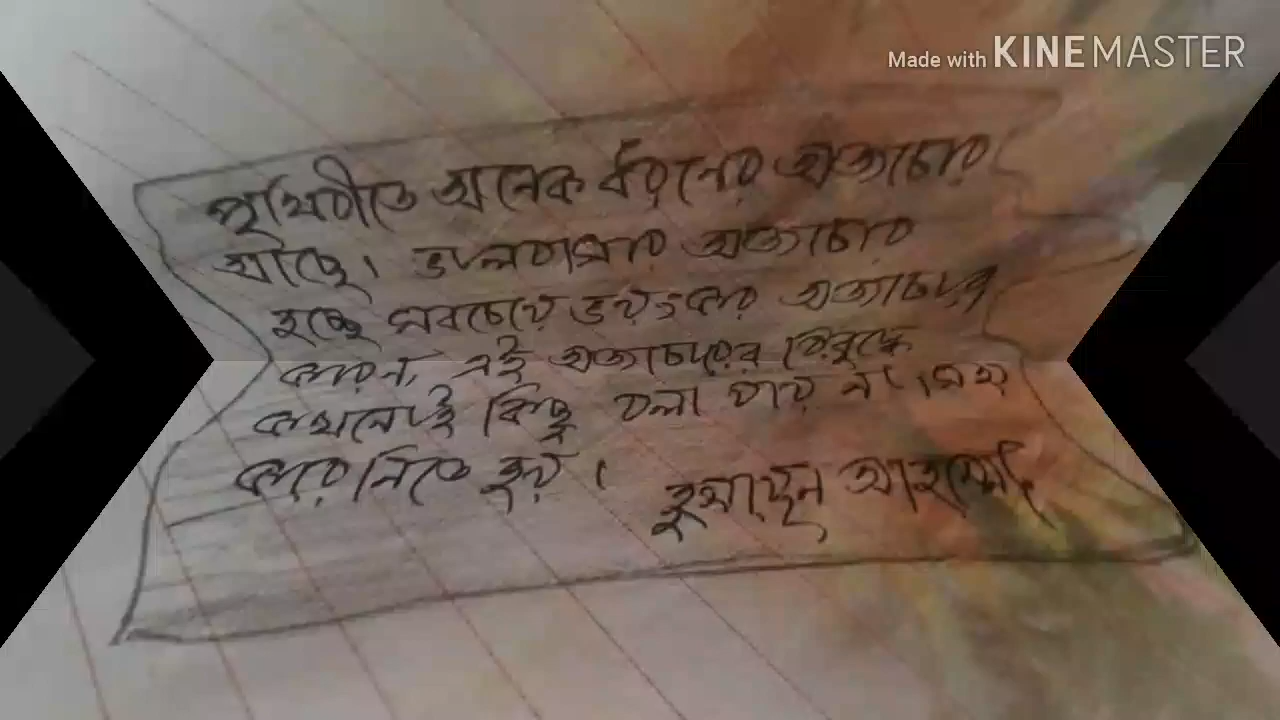 Made with KINEMASTER
পৃথিবীতে অনেক ধরনের অত্যাচার
আছে। ভালবাসার অত্যাচার
হচ্ছে সবচেয়ে ভয়ংকর অত্যাচার
কারন, এই অত্যাচারের বিরুদ্ধে
কখনোই কিছু বলা যায় না। সহ্য
করে নিতে হয়।
হুমায়ূন আহমেদ